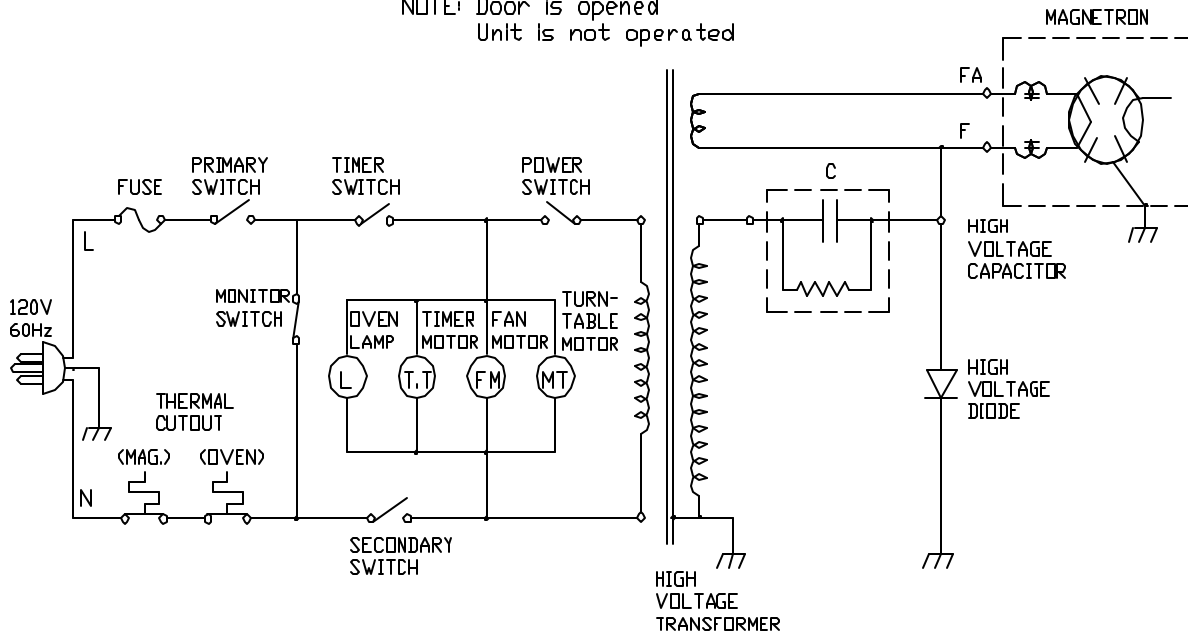 NOTE: Door is opened
Unit is not operated
MAGNETRON
FA
F
C
PRIMARY
SWITCH
TIMER
SWITCH
POWER
SWITCH
FUSE
L
HIGH
VOLTAGE
CAPACITOR
MONITOR
SWITCH
120V
60Hz
OVEN
LAMP
TIMER
MOTOR
FAN
MOTOR
TURN-
TABLE
MOTOR
L
T.T
FM
MT
HIGH
VOLTAGE
DIODE
THERMAL
CUTOUT
(MAG.)
(OVEN)
N
SECONDARY
SWITCH
HIGH
VOLTAGE
TRANSFORMER